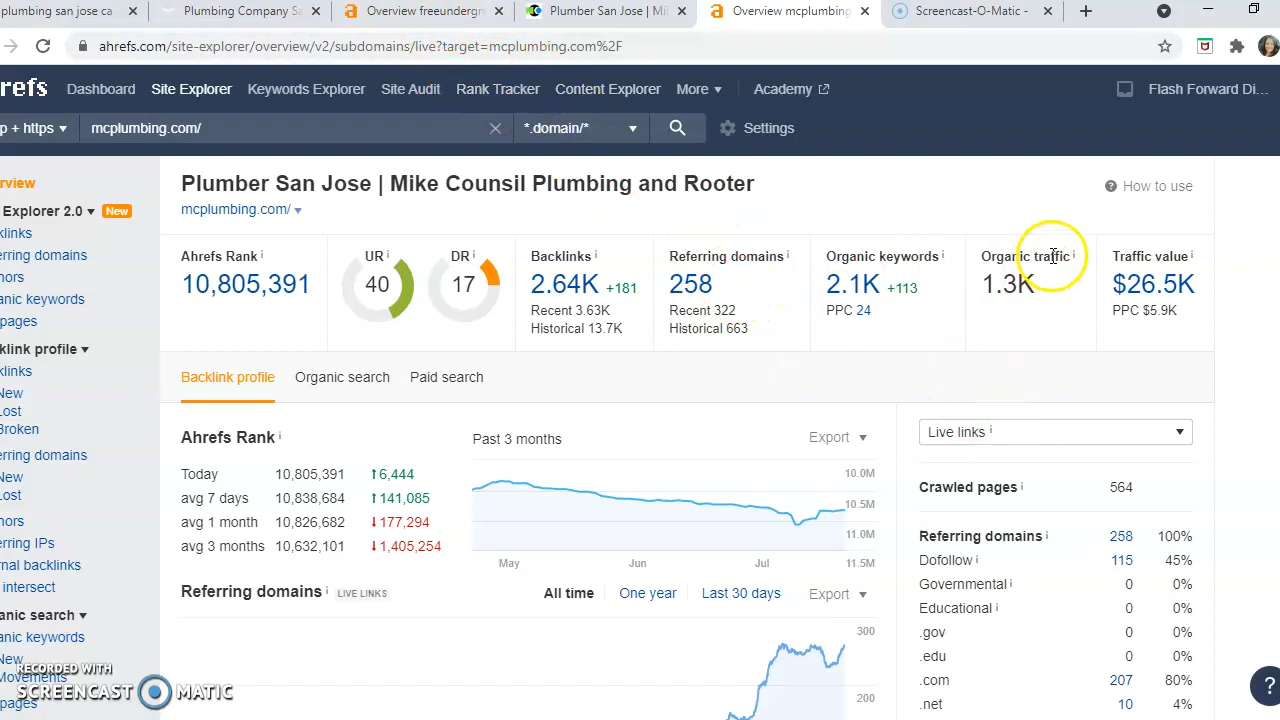 plumbing san jose ca
Plumbing Company Sa
Overview freeundergr
Plumber San Jose | Mi
Overview mcplumbing
Screencast-O-Matic -
ahrefs.com/site-explorer/overview/v2/subdomains/live?target=mcplumbing.com%2F
refs Dashboard Site Explorer Keywords Explorer Site Audit Rank Tracker Content Explorer More Academy Flash Forward Di...
p + https mcplumbing.com/ *.domain/* Settings
rview
Explorer 2.0 New
klinks
erring domains
hors
anic keywords
pages
klink profile
klinks
New
Lost
Broken
erring domains
New
Lost
hors
erring IPs
rnal backlinks
intersect
anic search
anic keywords
New
Movements
pages
Plumber San Jose | Mike Counsil Plumbing and Rooter
How to use
mcplumbing.com/
Ahrefs Rank i
10,805,391
UR i
40
DR i
17
Backlinks i
2.64K +181
Recent 3.63K
Historical 13.7K
Referring domains i
258
Recent 322
Historical 663
Organic keywords i
2.1K +113
PPC 24
Organic traffic i
1.3K
Traffic value i
$26.5K
PPC $5.9K
Backlink profile Organic search Paid search
Ahrefs Rank i
Past 3 months
Export
Today 10,805,391 ↑6,444
avg 7 days 10,838,684 ↑141,085
avg 1 month 10,826,682 ↓177,294
avg 3 months 10,632,101 ↓1,405,254
10.0M
10.5M
11.0M
11.5M
May Jun Jul
Referring domains i LIVE LINKS
All time One year Last 30 days Export
300
200
Live links i
Crawled pages i 564
Referring domains i 258 100%
Dofollow i 115 45%
Governmental i 0 0%
Educational i 0 0%
.gov 0 0%
.edu 0 0%
.com 207 80%
.net 10 4%
?
RECORDED WITH
SCREENCAST MATIC